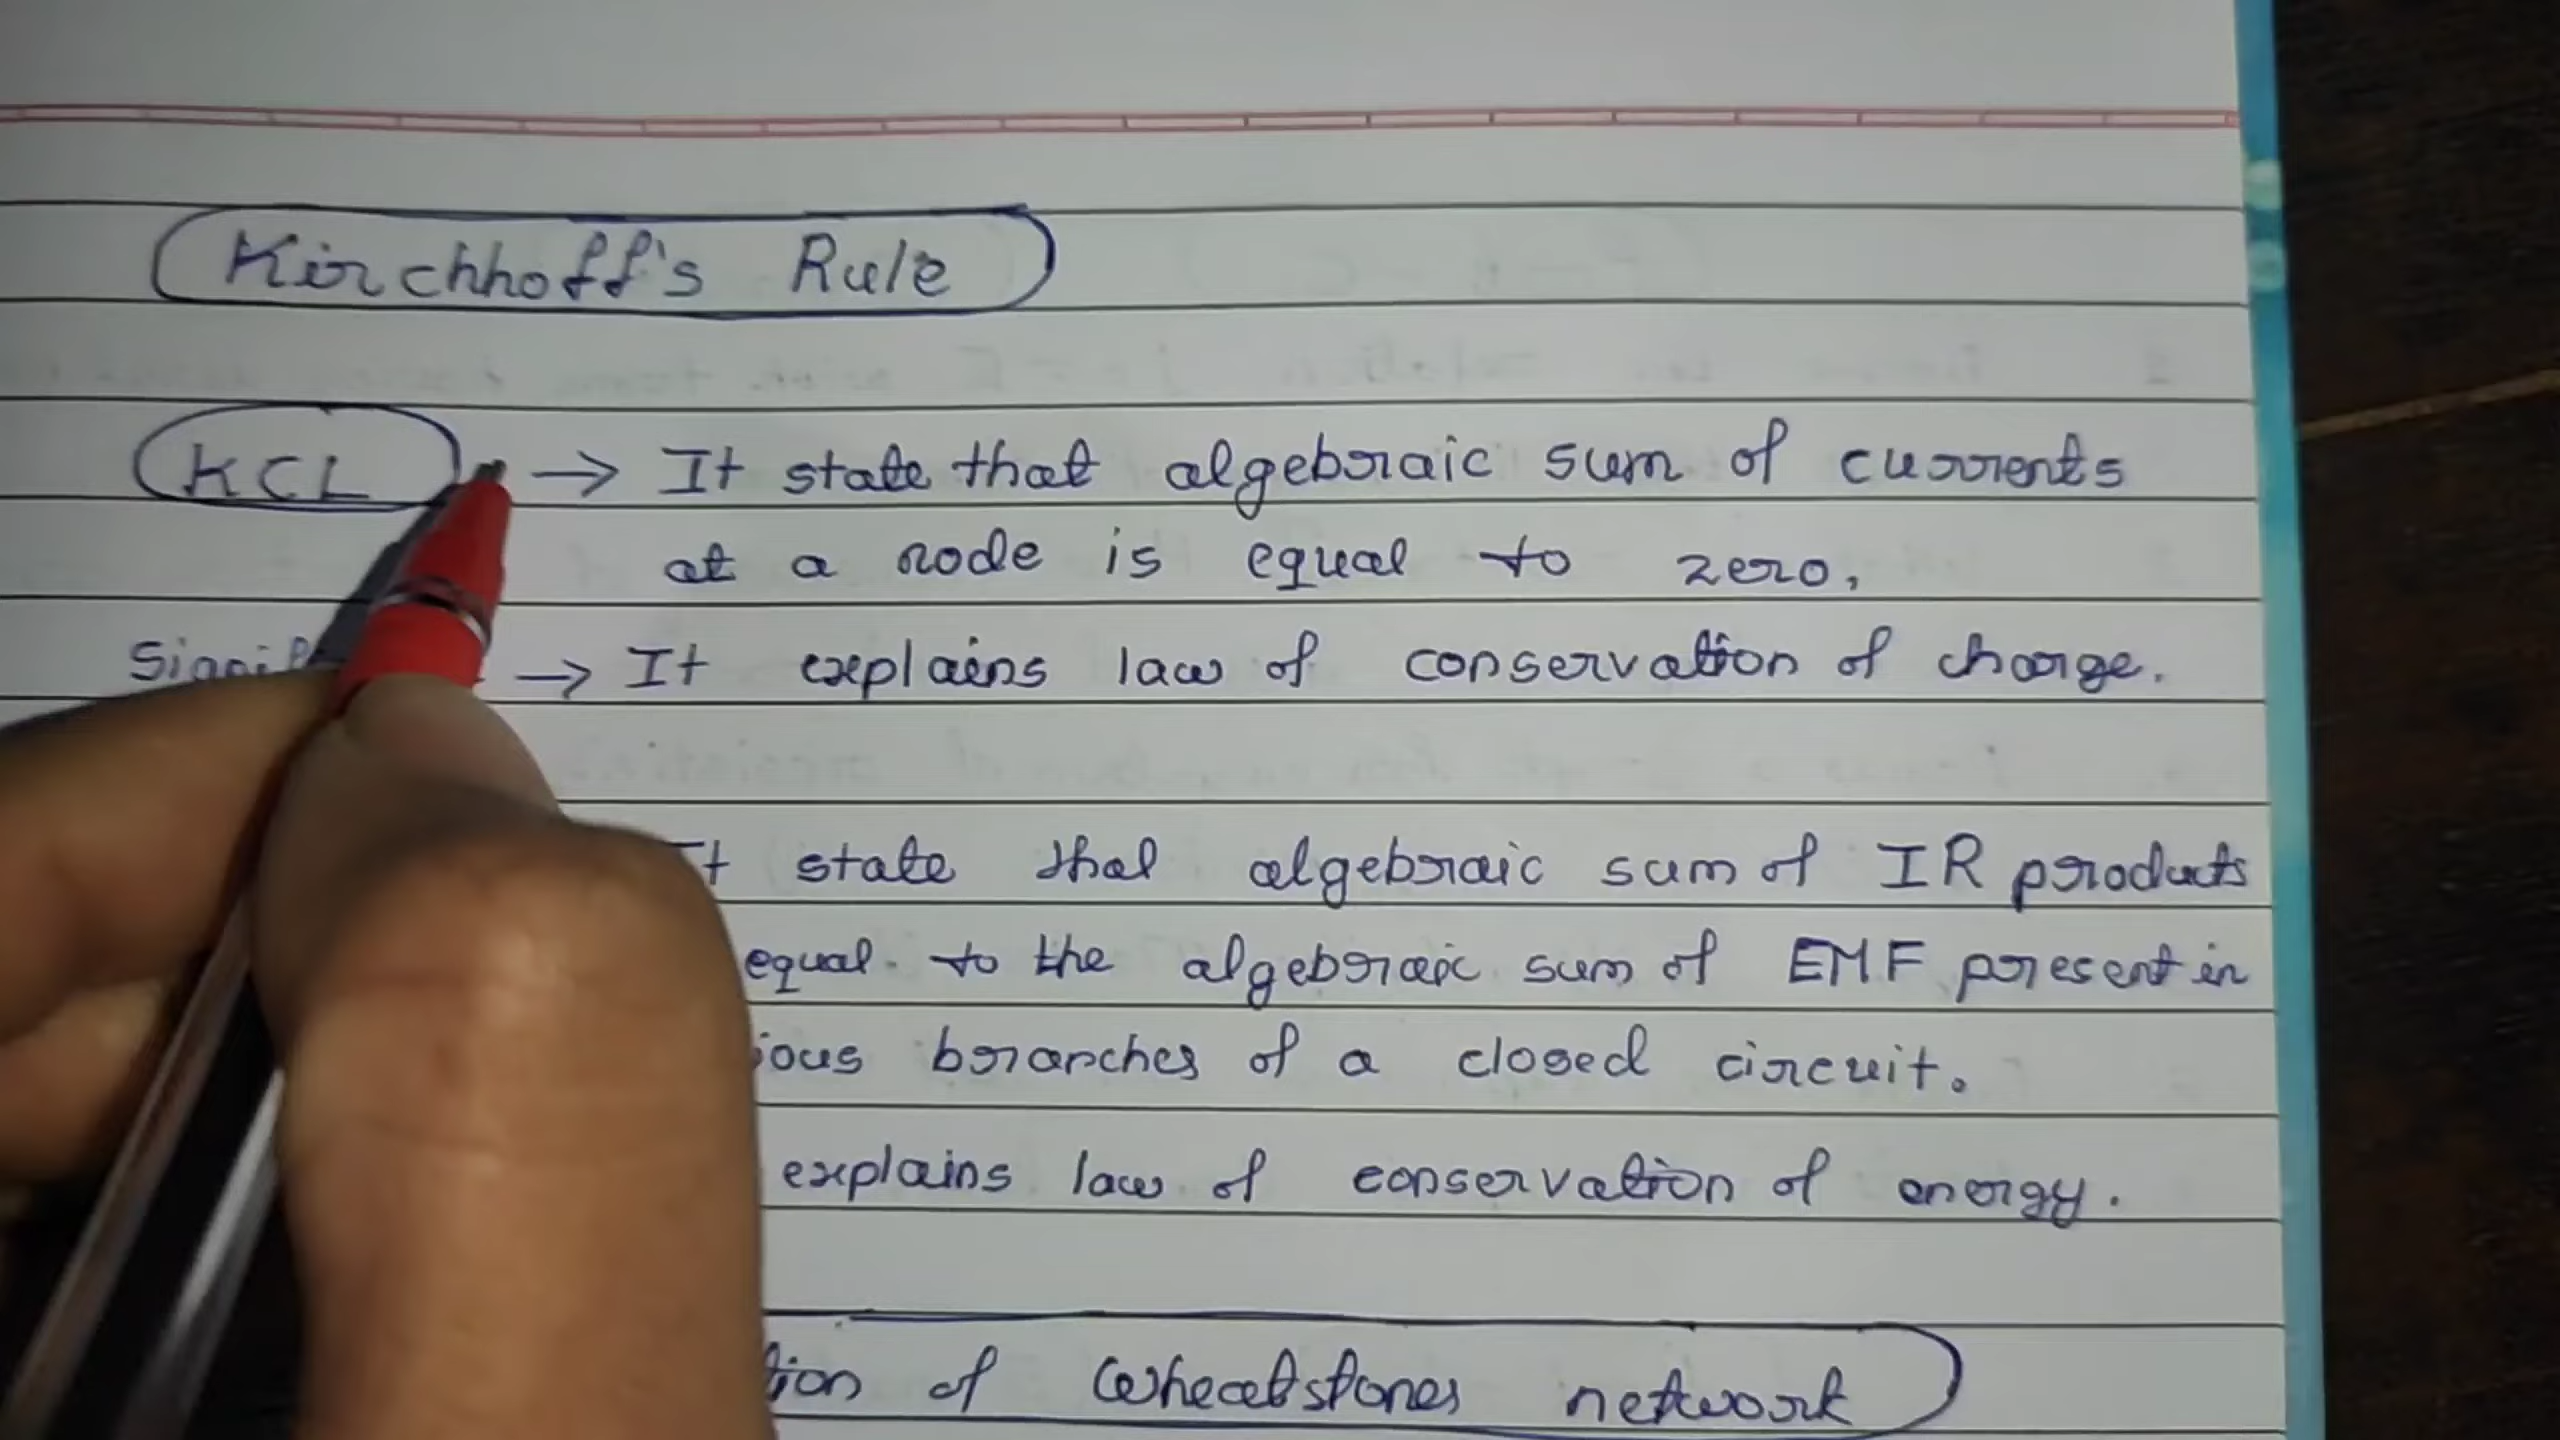 Kirchhoff's Rule
KCL → It state that algebraic sum of currents
at a node is equal to zero,
→ It explains law of conservation of charge.
It state that algebraic sum of IR products
equal to the algebraic sum of EMF present in
branches of a closed circuit.
explains law of conservation of energy.
of Wheatstones network